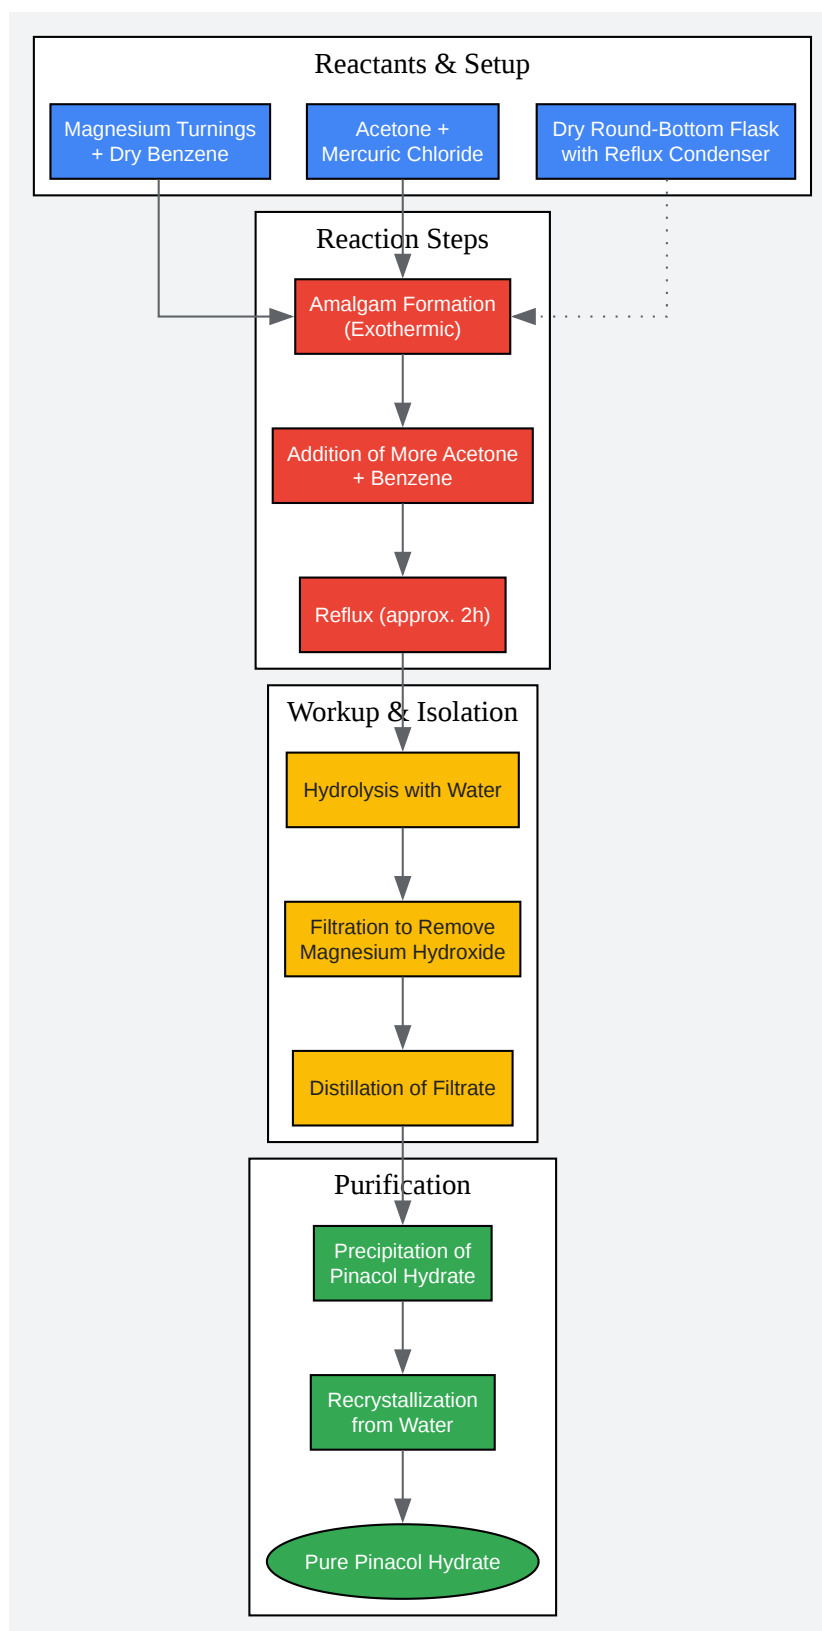 Reactants & Setup
Magnesium Turnings
+ Dry Benzene
Acetone +
Mercuric Chloride
Dry Round-Bottom Flask
with Reflux Condenser
Reaction Steps
Amalgam Formation
(Exothermic)
Addition of More Acetone
+ Benzene
Reflux (approx. 2h)
Workup & Isolation
Hydrolysis with Water
Filtration to Remove
Magnesium Hydroxide
Distillation of Filtrate
Purification
Precipitation of
Pinacol Hydrate
Recrystallization
from Water
Pure Pinacol Hydrate